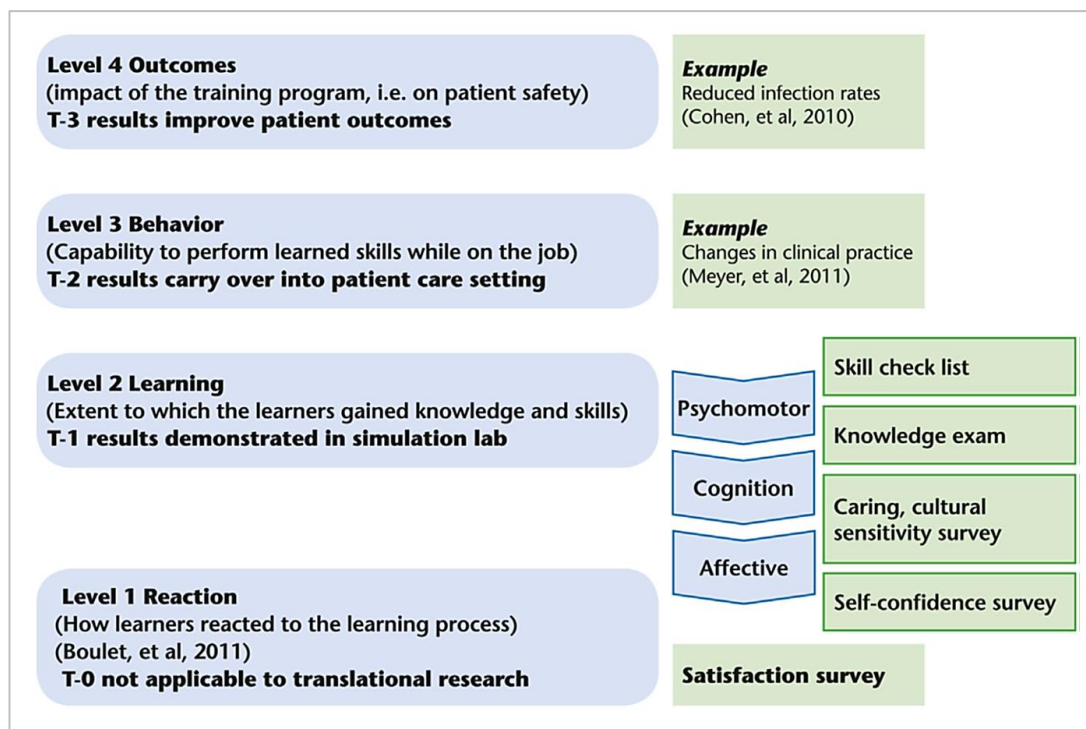 Level 4 Outcomes
(impact of the training program, i.e. on patient safety)
T-3 results improve patient outcomes
Example
Reduced infection rates
(Cohen, et al, 2010)
Level 3 Behavior
(Capability to perform learned skills while on the job)
T-2 results carry over into patient care setting
Example
Changes in clinical practice
(Meyer, et al, 2011)
Level 2 Learning
(Extent to which the learners gained knowledge and skills)
T-1 results demonstrated in simulation lab
Psychomotor
Cognition
Affective
Skill check list
Knowledge exam
Caring, cultural
sensitivity survey
Self-confidence survey
Level 1 Reaction
(How learners reacted to the learning process)
(Boulet, et al, 2011)
T-0 not applicable to translational research
Satisfaction survey